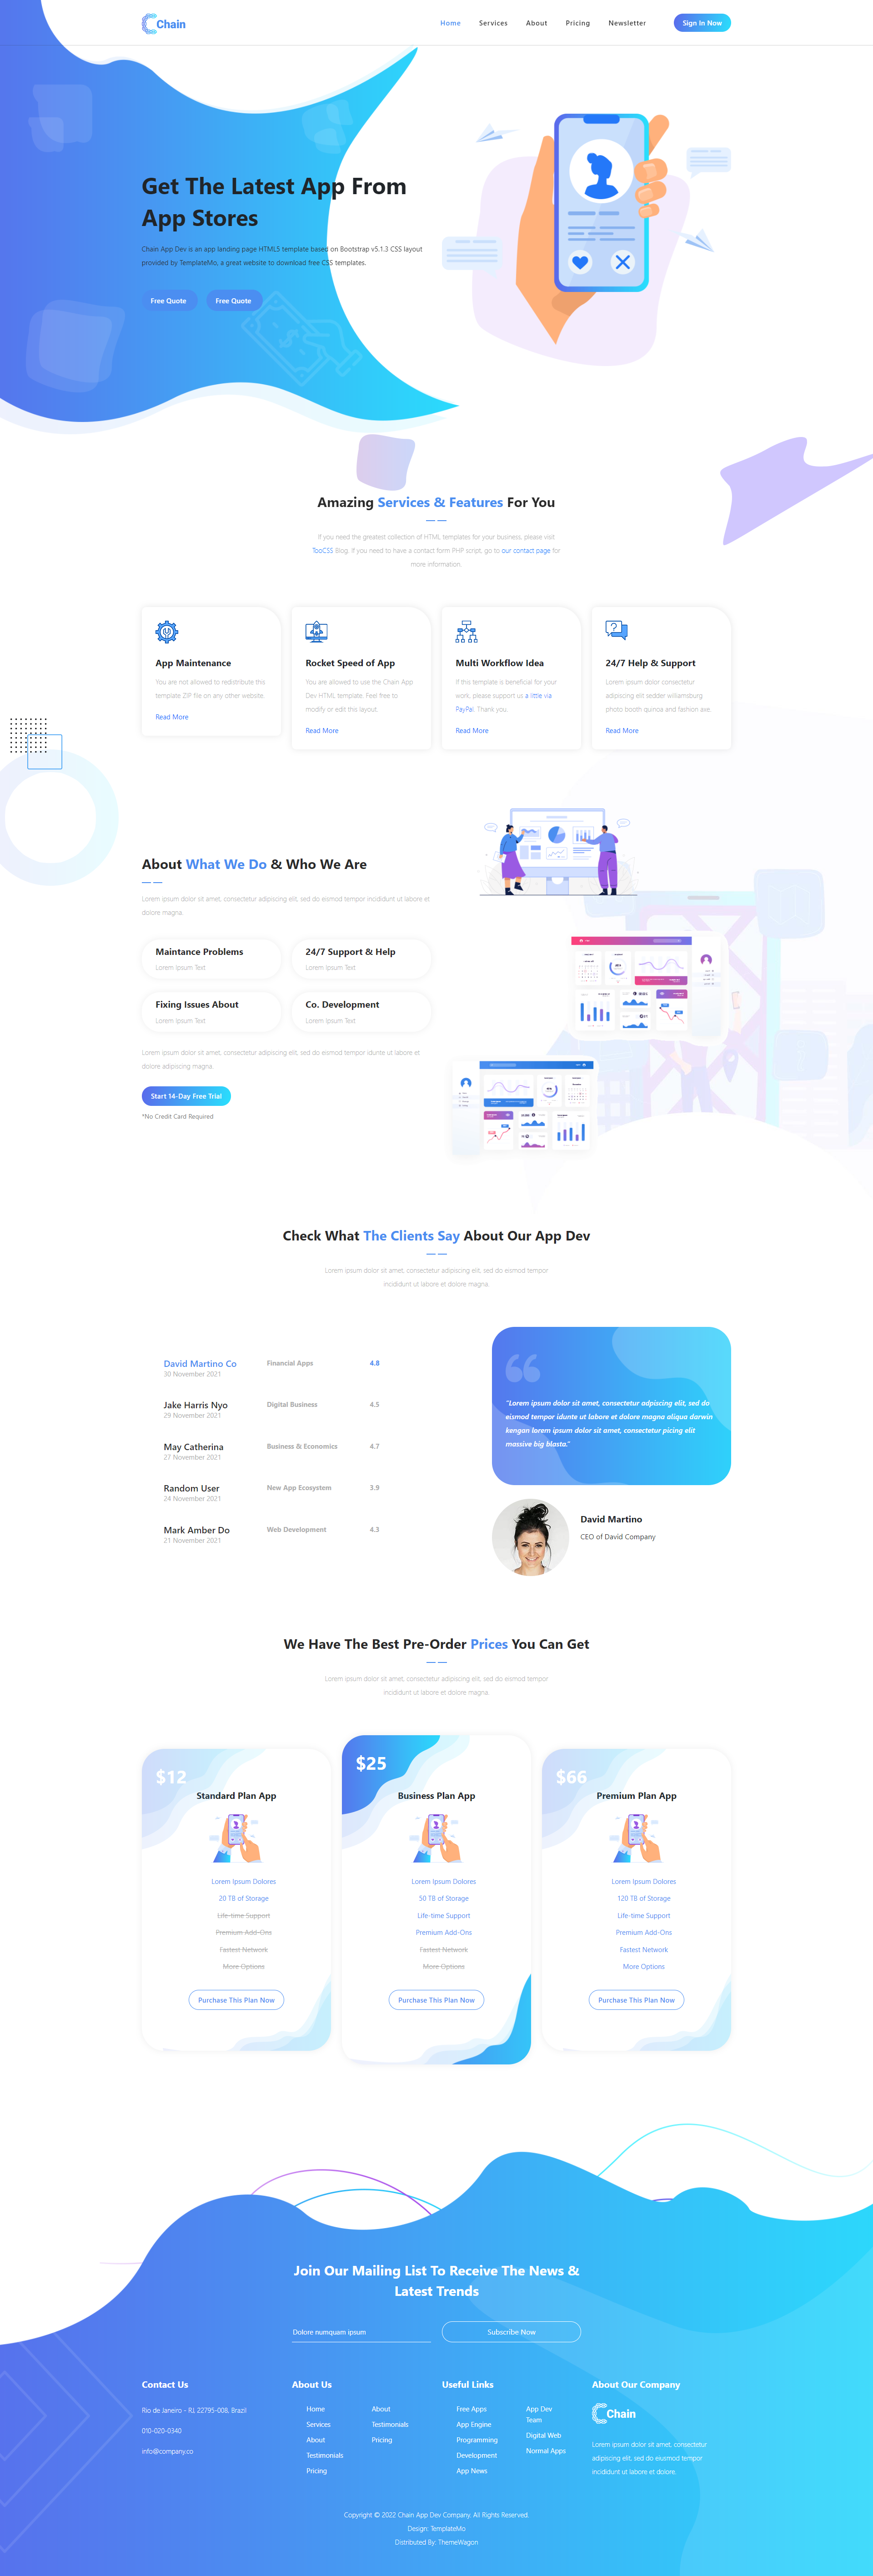 Chain
Home Services About Pricing Newsletter Sign In Now
Get The Latest App From
App Stores
Chain App Dev is an app landing page HTML5 template based on Bootstrap v5.1.3 CSS layout
provided by TemplateMo, a great website to download free CSS templates.
Free Quote Free Quote
Amazing Services & Features For You
If you need the greatest collection of HTML templates for your business, please visit
TooCSS Blog. If you need to have a contact form PHP script, go to our contact page for
more information.
App Maintenance
You are not allowed to redistribute this
template ZIP file on any other website.
Read More
Rocket Speed of App
You are allowed to use the Chain App
Dev HTML template. Feel free to
modify or edit this layout.
Read More
Multi Workflow Idea
If this template is beneficial for your
work, please support us a little via
PayPal. Thank you.
Read More
24/7 Help & Support
Lorem ipsum dolor consectetur
adipiscing elit sedder williamsburg
photo booth quinoa and fashion axe.
Read More
About What We Do & Who We Are
Lorem ipsum dolor sit amet, consectetur adipiscing elit, sed do eismod tempor incididunt ut labore et
dolore magna.
Maintance Problems
Lorem Ipsum Text
24/7 Support & Help
Lorem Ipsum Text
Fixing Issues About
Lorem Ipsum Text
Co. Development
Lorem Ipsum Text
Lorem ipsum dolor sit amet, consectetur adipiscing elit, sed do eismod tempor idunte ut labore et
dolore adipiscing magna.
Start 14-Day Free Trial
*No Credit Card Required
Check What The Clients Say About Our App Dev
Lorem ipsum dolor sit amet, consectetur adipiscing elit, sed do eismod tempor
incididunt ut labore et dolore magna.
David Martino Co Financial Apps 4.8
30 November 2021
Jake Harris Nyo Digital Business 4.5
29 November 2021
May Catherina Business & Economics 4.7
27 November 2021
Random User New App Ecosystem 3.9
24 November 2021
Mark Amber Do Web Development 4.3
21 November 2021
“Lorem ipsum dolor sit amet, consectetur adpiscing elit, sed do
eismod tempor idunte ut labore et dolore magna aliqua darwin
kengan lorem ipsum dolor sit amet, consectetur picing elit
massive big blasta.”
David Martino
CEO of David Company
We Have The Best Pre-Order Prices You Can Get
Lorem ipsum dolor sit amet, consectetur adipiscing elit, sed do eismod tempor
incididunt ut labore et dolore magna.
$12
Standard Plan App
Lorem Ipsum Dolores
20 TB of Storage
Life-time Support
Premium Add-Ons
Fastest Network
More Options
Purchase This Plan Now
$25
Business Plan App
Lorem Ipsum Dolores
50 TB of Storage
Life-time Support
Premium Add-Ons
Fastest Network
More Options
Purchase This Plan Now
$66
Premium Plan App
Lorem Ipsum Dolores
120 TB of Storage
Life-time Support
Premium Add-Ons
Fastest Network
More Options
Purchase This Plan Now
Join Our Mailing List To Receive The News &
Latest Trends
Dolore numquam ipsum Subscribe Now
Contact Us
Rio de Janeiro - RJ, 22795-008, Brazil
010-020-0340
info@company.co
About Us
Home
Services
About
Testimonials
Pricing
About
Testimonials
Pricing
Useful Links
Free Apps
App Engine
Programming
Development
App News
App Dev
Team
Digital Web
Normal Apps
About Our Company
Chain
Lorem ipsum dolor sit amet, consectetur
adipiscing elit, sed do eiusmod tempor
incididunt ut labore et dolore.
Copyright © 2022 Chain App Dev Company. All Rights Reserved.
Design: TemplateMo
Distributed By: ThemeWagon